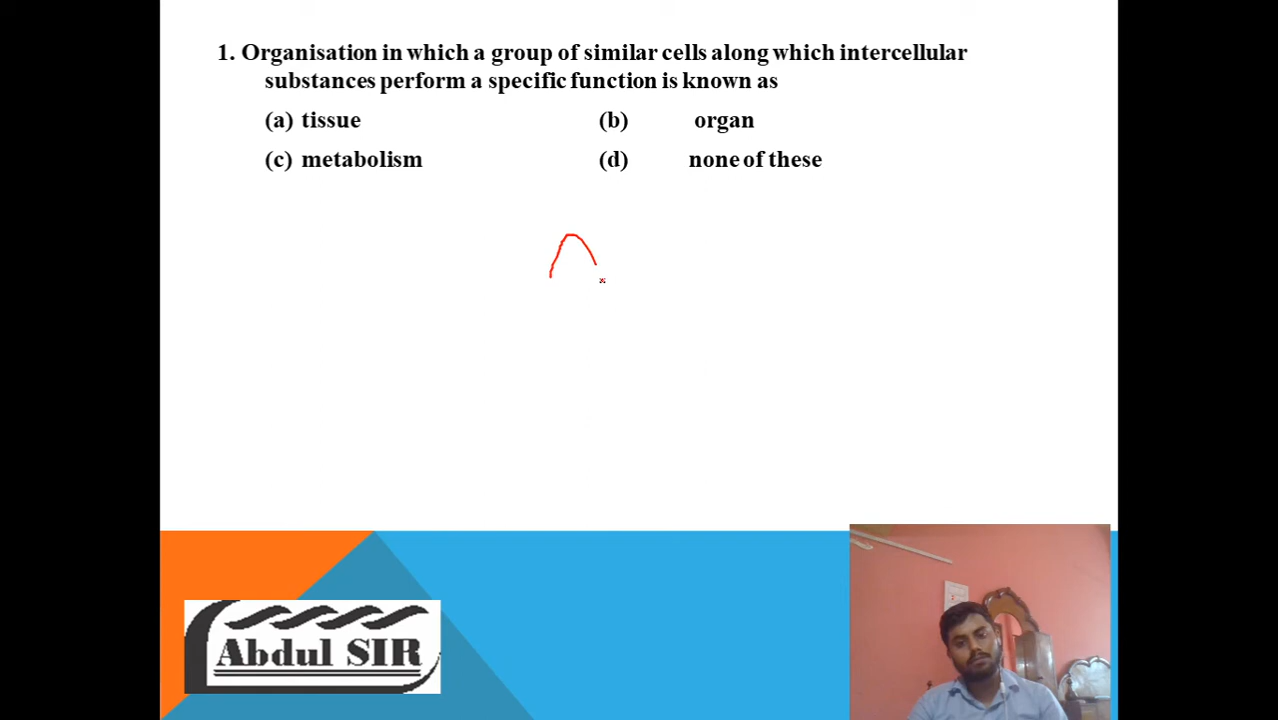 1. Organisation in which a group of similar cells along which intercellular
substances perform a specific function is known as
(a) tissue (b) organ
(c) metabolism (d) none of these
Abdul SIR